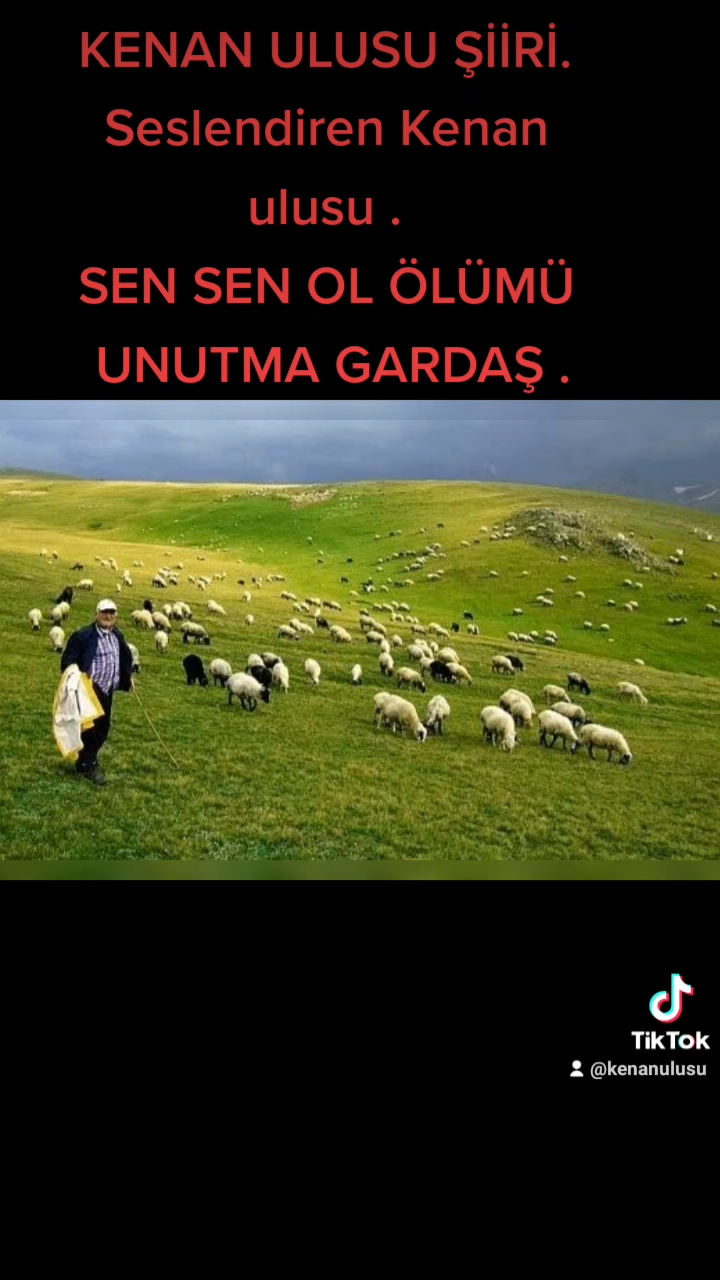 KENAN ULUSU ŞİİRİ.
Seslendiren Kenan
ulusu .
SEN SEN OL ÖLÜMÜ
UNUTMA GARDAŞ .
TikTok
@kenanulusu